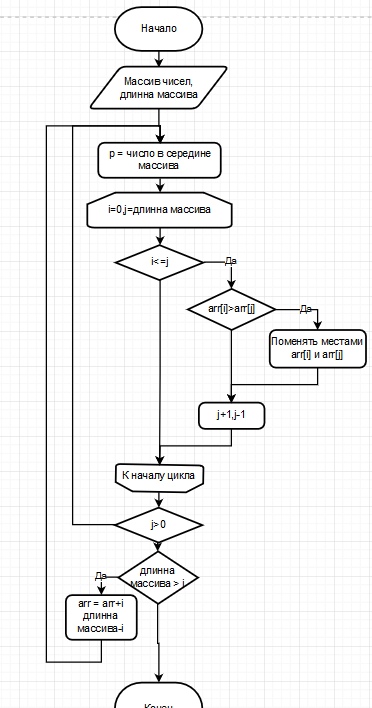 Начало
Массив чисел,
длинна массива
p = число в середине
массива
i=0,j=длинна массива
i<=j
Да
arr[i]>arr[j]
Да
Поменять местами
arr[i] и arr[j]
j+1,j-1
К началу цикла
j>0
длинна
массива > i
Да
arr = arr+i
длинна
массива-i
Конец